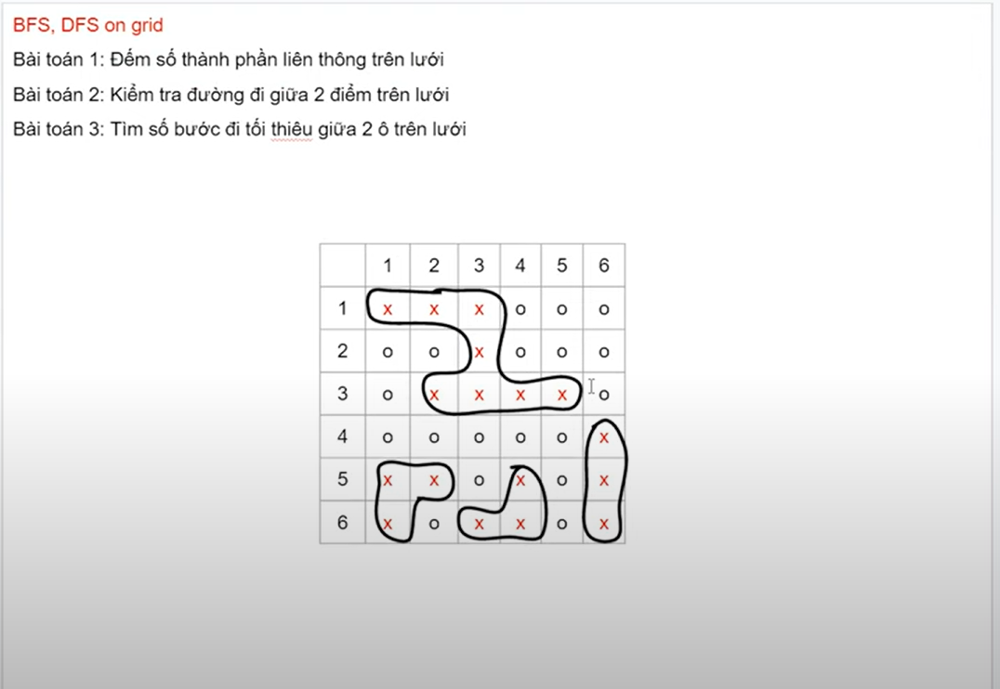 BFS, DFS on grid
Bài toán 1: Đếm số thành phần liên thông trên lưới
Bài toán 2: Kiểm tra đường đi giữa 2 điểm trên lưới
Bài toán 3: Tìm số bước đi tối thiêu giữa 2 ô trên lưới
1 2 3 4 5 6
1 x x x o o o
2 o o x o o o
3 o x x x x o
4 o o o o o x
5 x x o x o x
6 x o x x o x